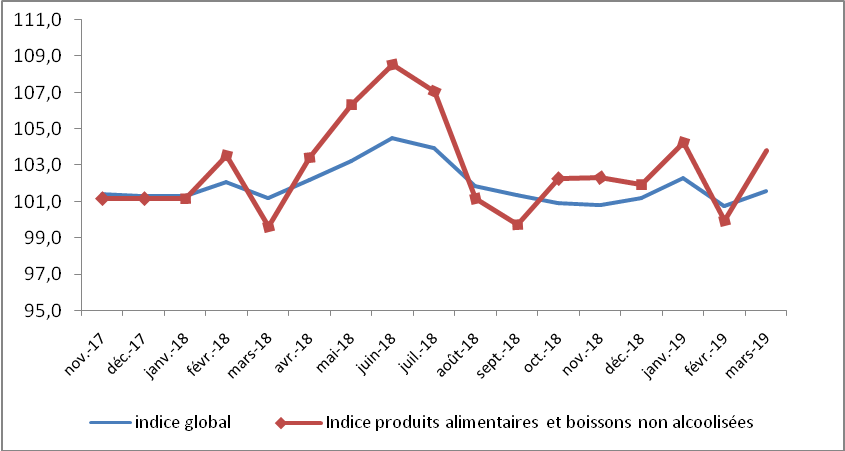 111,0
109,0
107,0
105,0
103,0
101,0
99,0
97,0
95,0
nov.-17
déc.-17
janv.-18
févr.-18
mars-18
avr.-18
mai-18
juin-18
juil.-18
août-18
sept.-18
oct.-18
nov.-18
déc.-18
janv.-19
févr.-19
mars-19
indice global
Indice produits alimentaires et boissons non alcoolisées